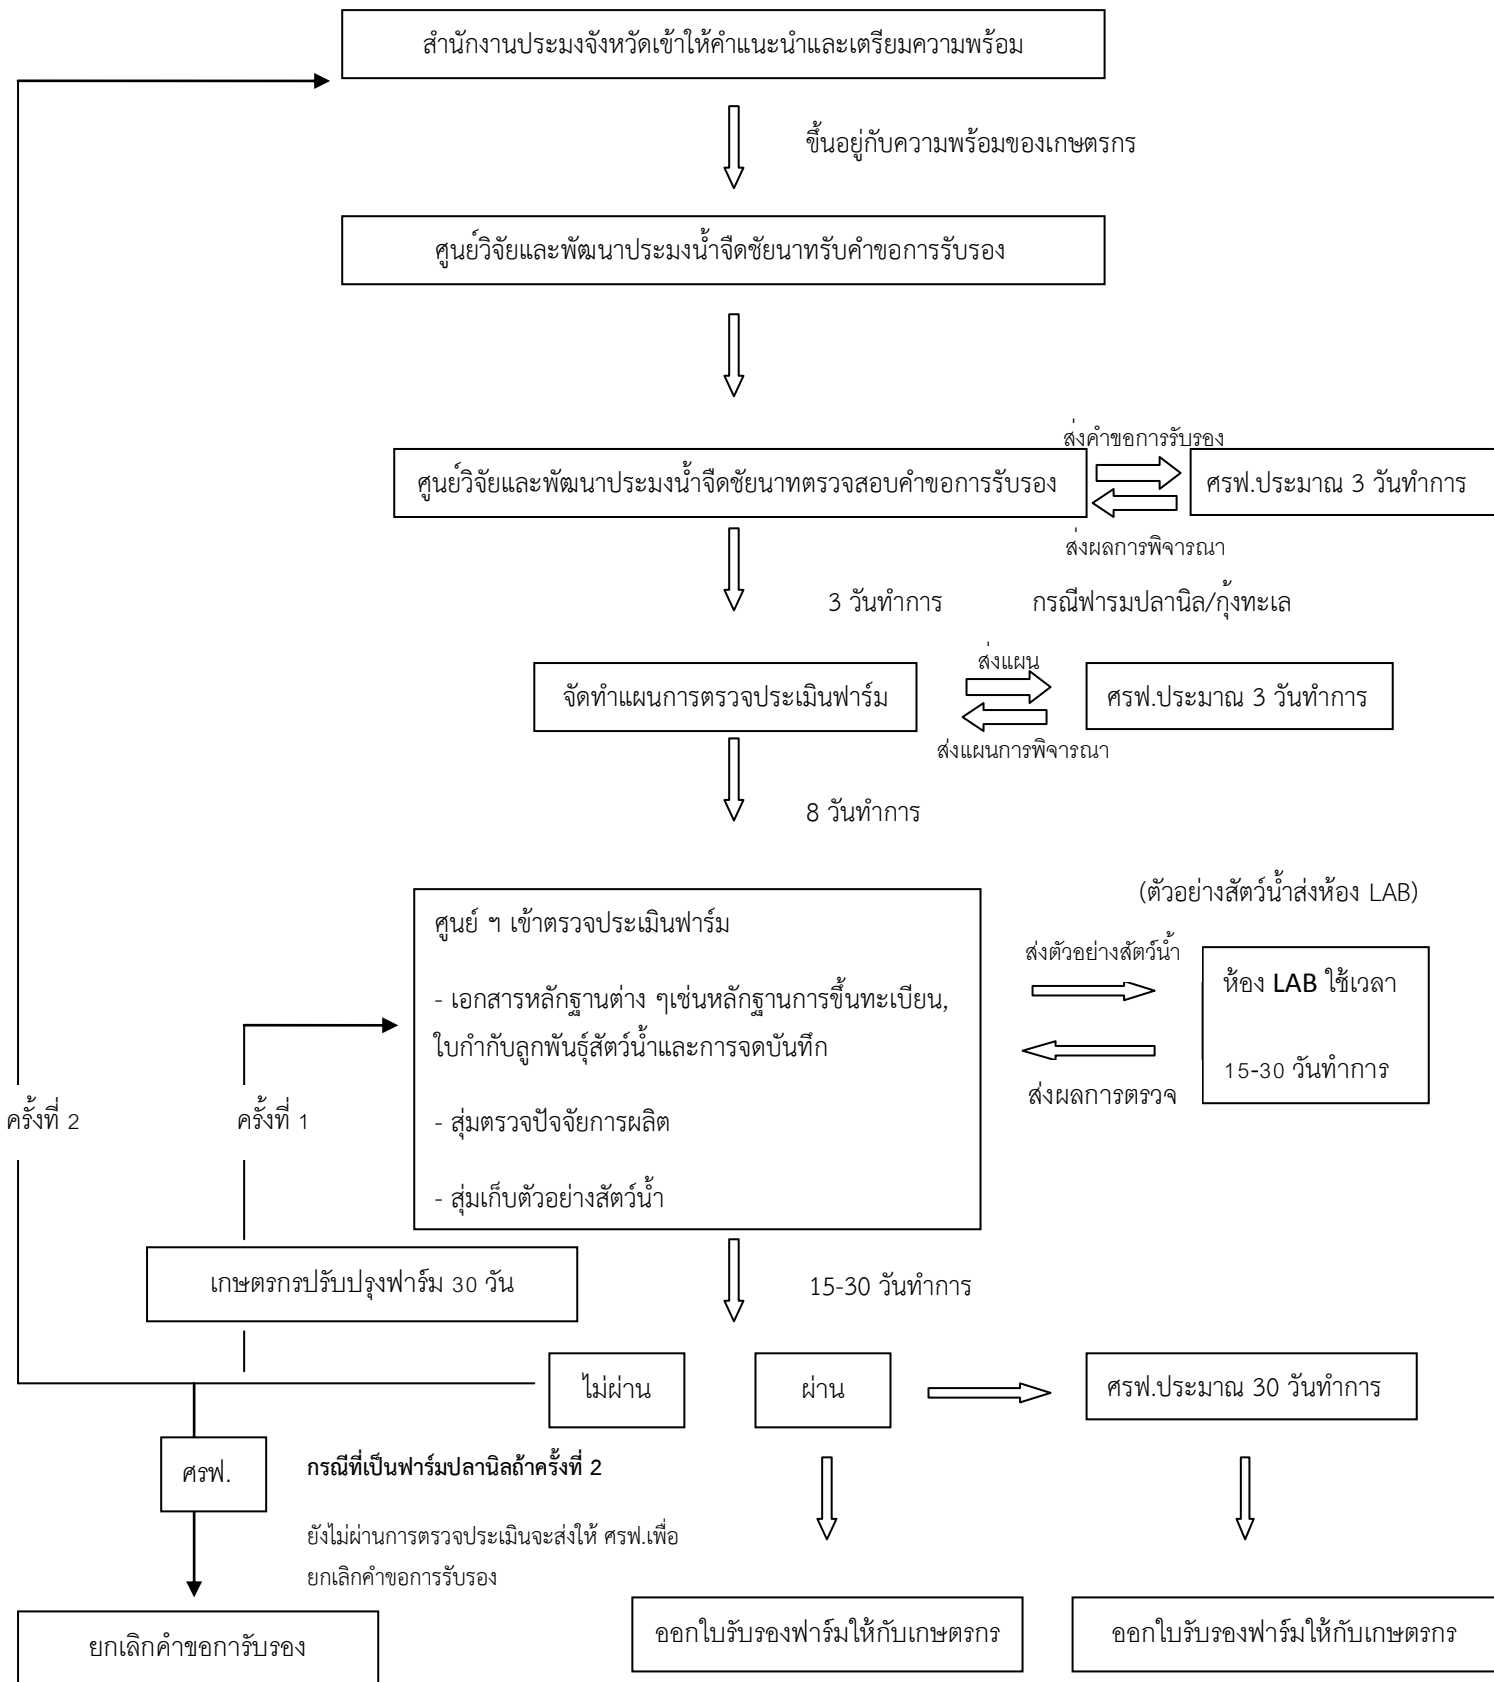 สำนักงานประมงจังหวัดเข้าให้คำแนะนำและเตรียมความพร้อม
ขึ้นอยู่กับความพร้อมของเกษตรกร
ศูนย์วิจัยและพัฒนาประมงน้ำจืดชัยนาทรับคำขอการรับรอง
ส่งคำขอการรับรอง
ศูนย์วิจัยและพัฒนาประมงน้ำจืดชัยนาทตรวจสอบคำขอการรับรอง
ศรฟ.ประมาณ 3 วันทำการ
ส่งผลการพิจารณา
3 วันทำการ
กรณีฟารมปลานิล/กุ้งทะเล
ส่งแผน
จัดทำแผนการตรวจประเมินฟาร์ม
ศรฟ.ประมาณ 3 วันทำการ
ส่งแผนการพิจารณา
8 วันทำการ
(ตัวอย่างสัตว์น้ำส่งห้อง LAB)
ศูนย์ ฯ เข้าตรวจประเมินฟาร์ม
- เอกสารหลักฐานต่าง ๆเช่นหลักฐานการขึ้นทะเบียน,
ใบกำกับลูกพันธุ์สัตว์น้ำและการจดบันทึก
- สุ่มตรวจปัจจัยการผลิต
- สุ่มเก็บตัวอย่างสัตว์น้ำ
ส่งตัวอย่างสัตว์น้ำ
ห้อง LAB ใช้เวลา
15-30 วันทำการ
ส่งผลการตรวจ
ครั้งที่ 2
ครั้งที่ 1
เกษตรกรปรับปรุงฟาร์ม 30 วัน
15-30 วันทำการ
ไม่ผ่าน
ผ่าน
ศรฟ.ประมาณ 30 วันทำการ
ศรฟ.
กรณีที่เป็นฟาร์มปลานิลถ้าครั้งที่ 2
ยังไม่ผ่านการตรวจประเมินจะส่งให้ ศรฟ.เพื่อ
ยกเลิกคำขอการรับรอง
ยกเลิกคำขอการับรอง
ออกใบรับรองฟาร์มให้กับเกษตรกร
ออกใบรับรองฟาร์มให้กับเกษตรกร